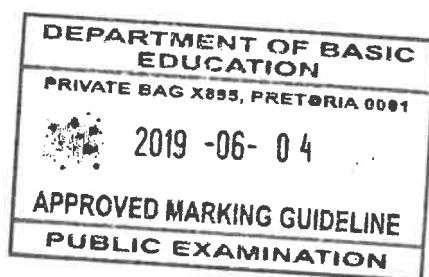 DEPARTMENT OF BASIC
EDUCATION
PRIVATE BAG X895, PRETORIA 0001
2019 -06- 04
APPROVED MARKING GUIDELINE
PUBLIC EXAMINATION